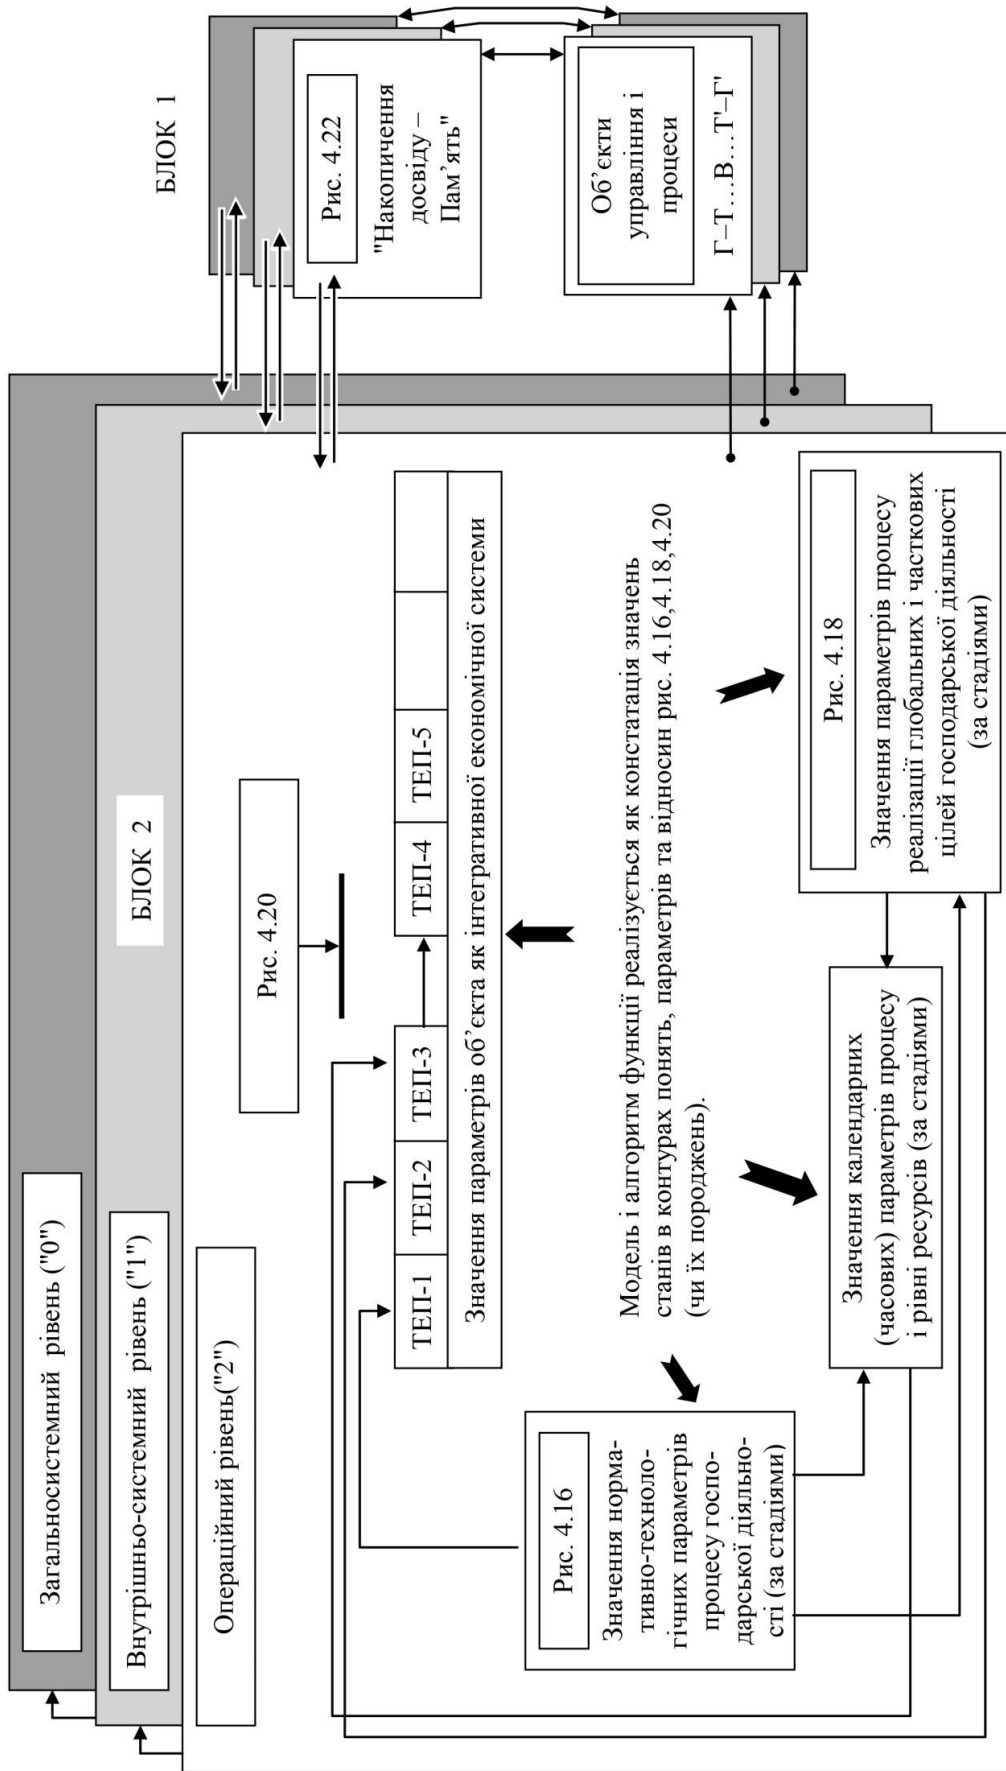 БЛОК 1
Рис. 4.22
"Накопичення
досвіду –
Пам’ять"
Об’єкти
управління і
процеси
Г–Т…В…Т'–Г'
Загальносистемний рівень ("0")
БЛОК 2
Внутрішньо-системний рівень ("1")
Операційний рівень("2")
Рис. 4.20
ТЕП-1
ТЕП-2
ТЕП-3
ТЕП-4
ТЕП-5
Значення параметрів об’єкта як інтегративної економічної системи
Модель і алгоритм функції реалізується як констатація значень
станів в контурах понять, параметрів та відносин рис. 4.16,4.18,4.20
(чи їх породжень).
Рис. 4.16
Значення норма-
тивно-техноло-
гічних параметрів
процесу госпо-
дарської діяльно-
сті (за стадіями)
Значення календарних
(часових) параметрів процесу
і рівні ресурсів (за стадіями)
Рис. 4.18
Значення параметрів процесу
реалізації глобальних і часткових
цілей господарської діяльності
(за стадіями)